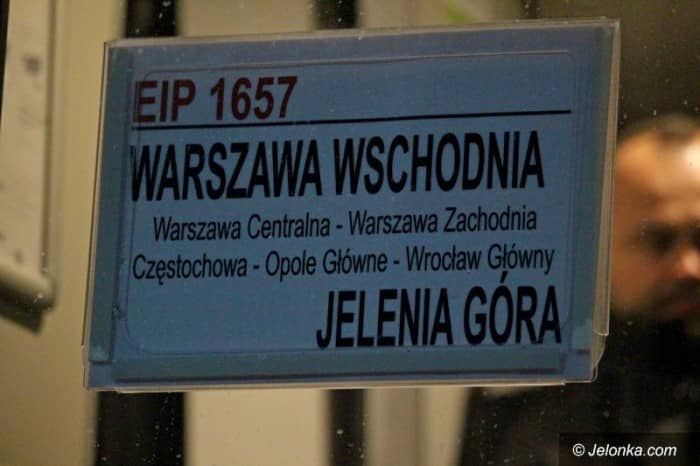 EIP 1657
WARSZAWA WSCHODNIA
Warszawa Centralna - Warszawa Zachodnia
Częstochowa - Opole Główne - Wrocław Główny
JELENIA GÓRA
© Jelonka.com